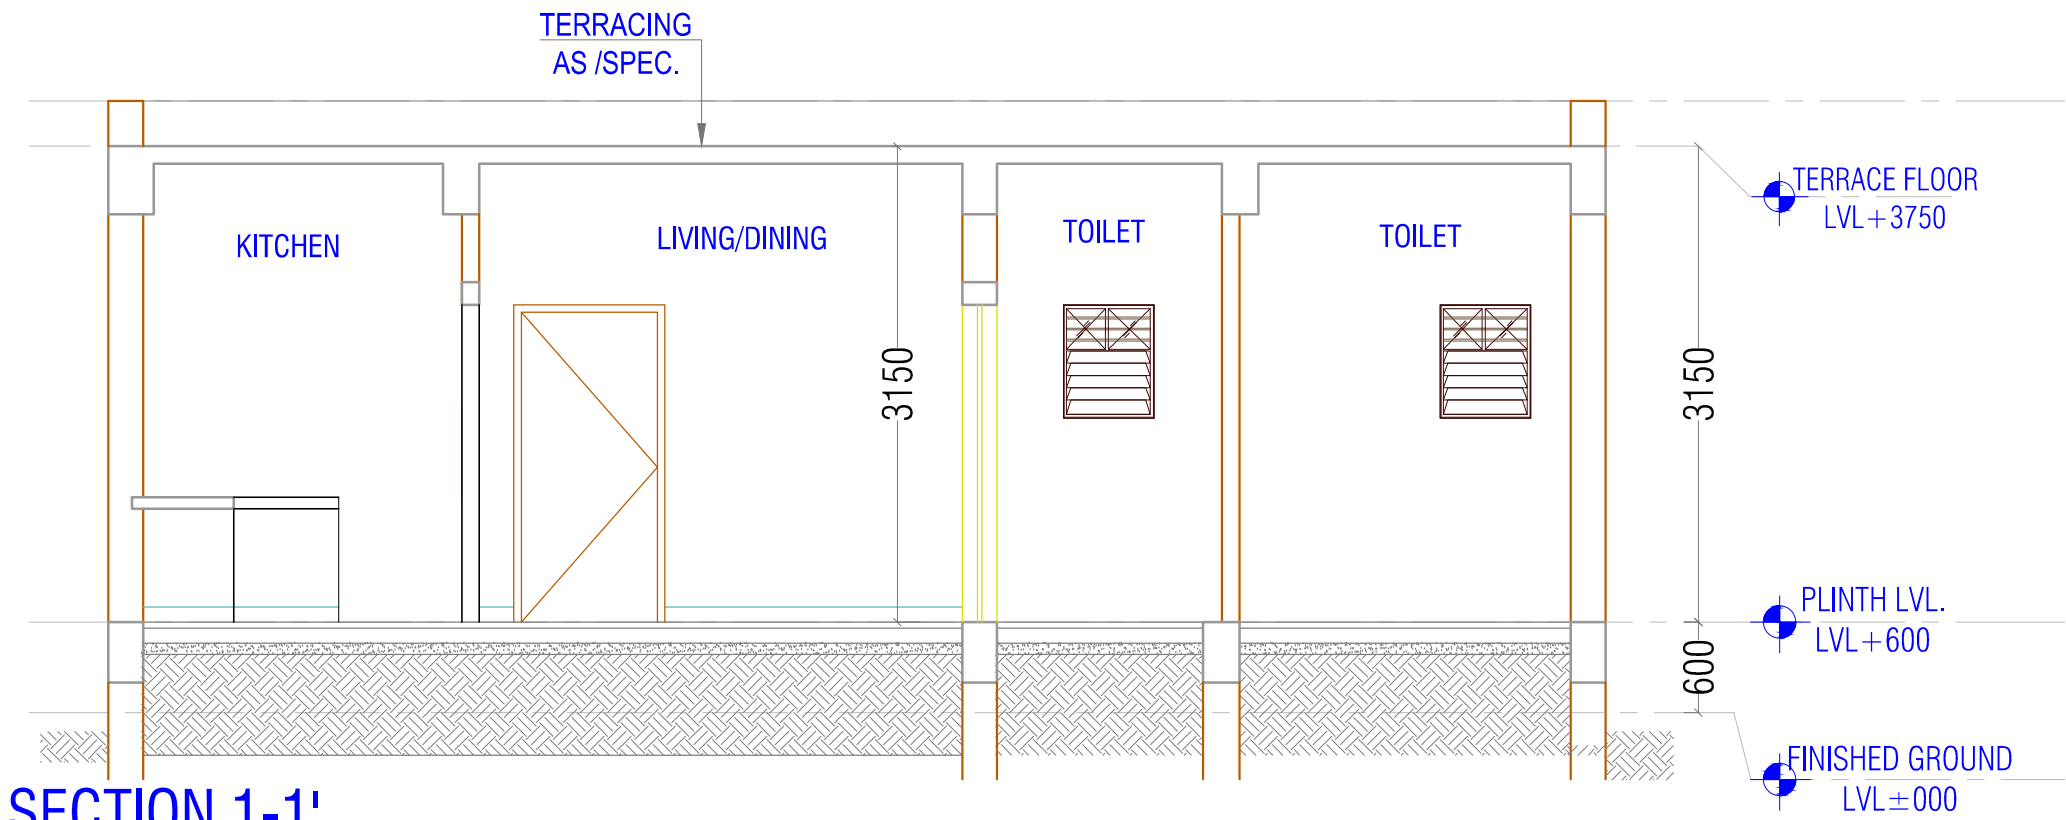 TERRACING
AS /SPEC.
TERRACE FLOOR
LVL+3750
KITCHEN
LIVING/DINING
TOILET
TOILET
3150
3150
PLINTH LVL.
LVL+600
600
FINISHED GROUND
LVL±000
SECTION 1-1'